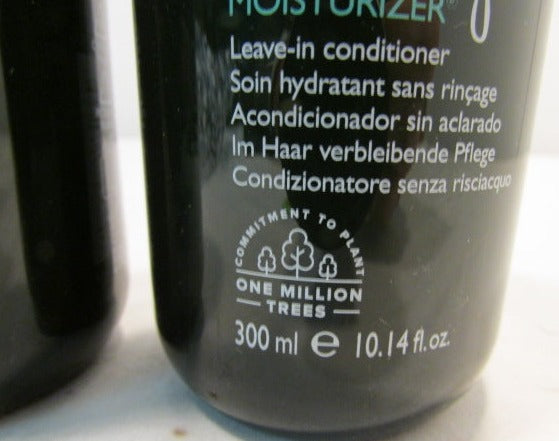 MOISTURIZER®
Leave-in conditioner
Soin hydratant sans rinçage
Acondicionador sin aclarado
Im Haar verbleibende Pflege
Condizionatore senza risciacquo
COMMITMENT TO PLANT
ONE MILLION
TREES
300 ml e 10.14 fl. oz.